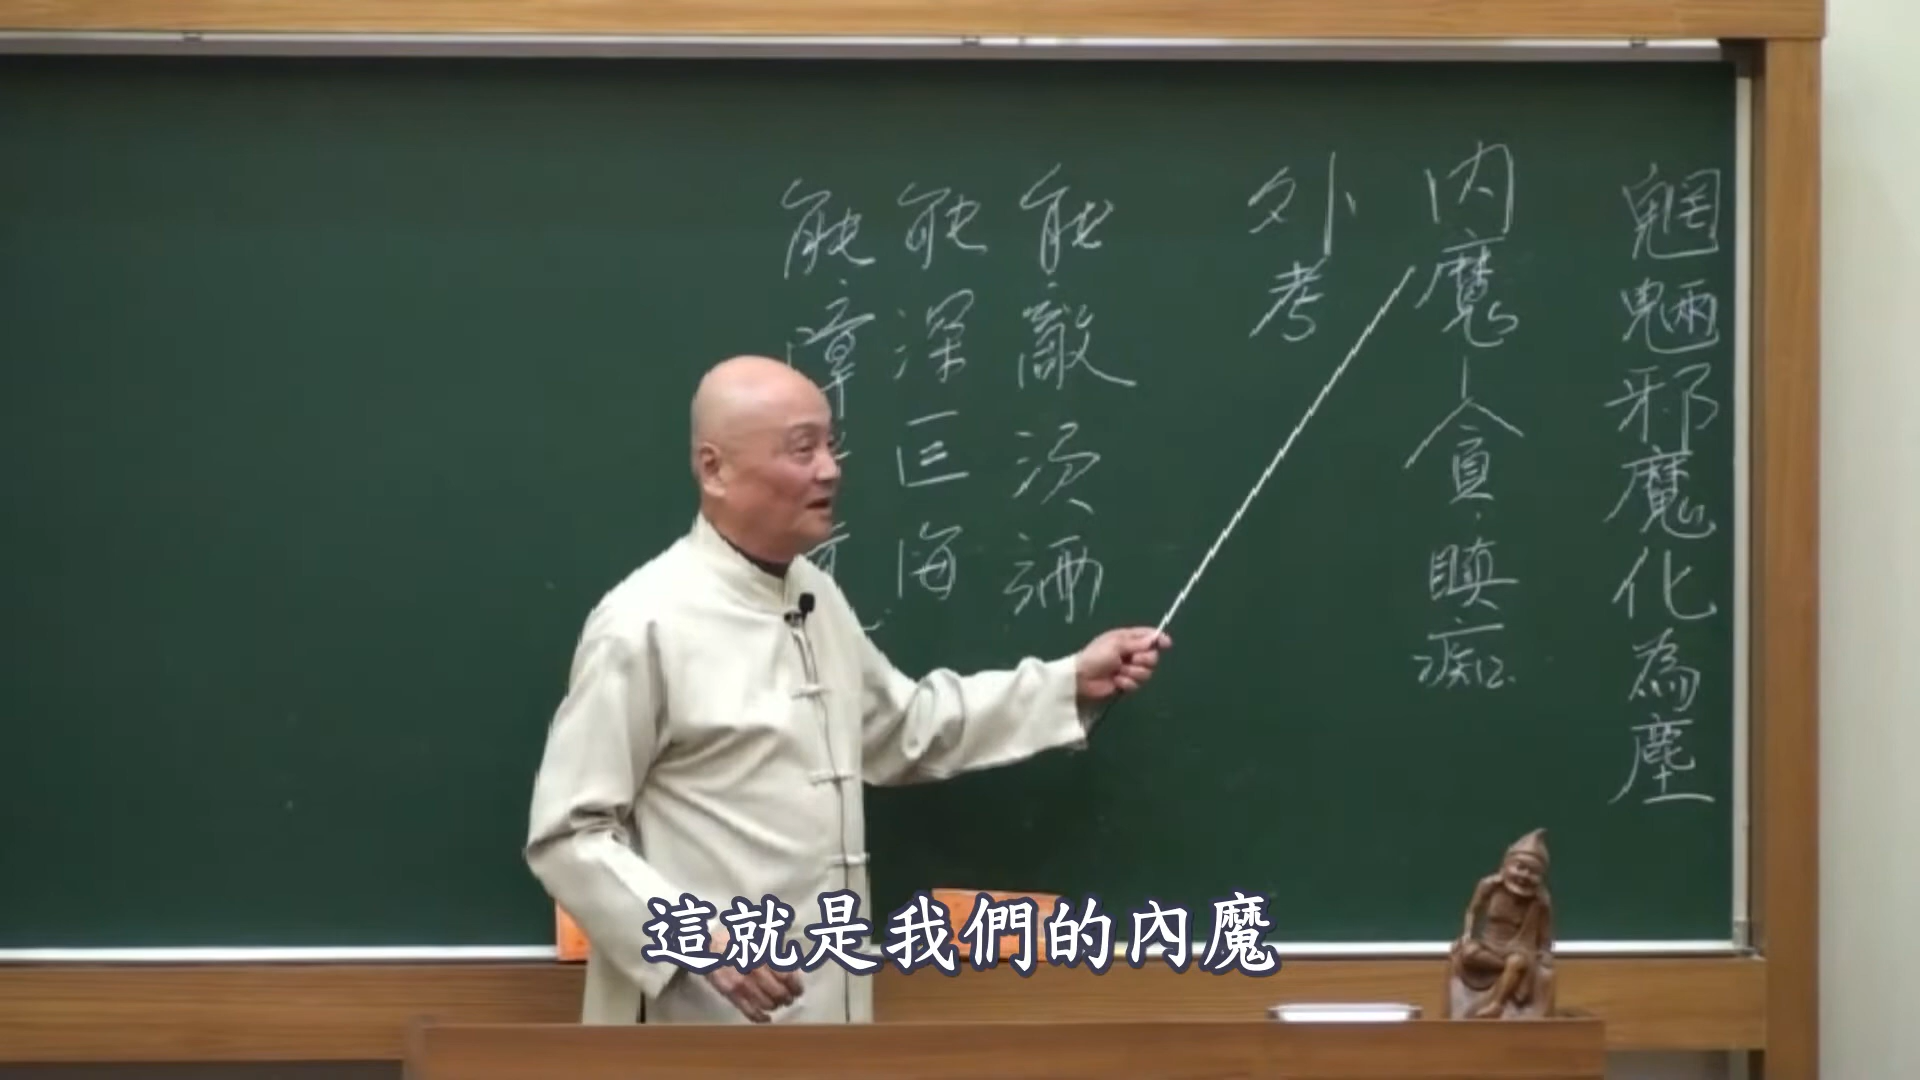 魍魎邪魔化為塵
內魔-貪.瞋痴.
外考
能敵
能深巨海
能障
這就是我們的內魔